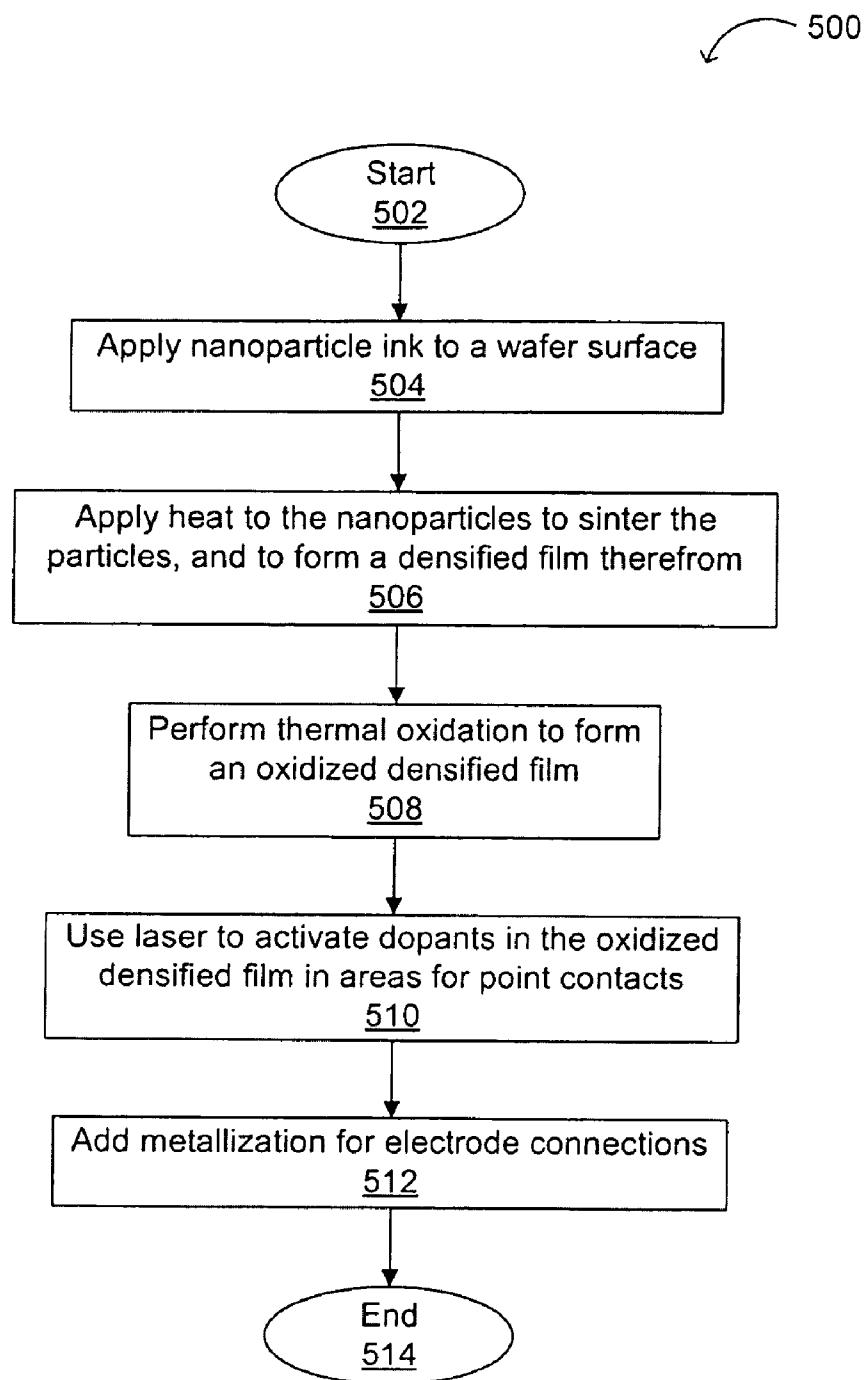 500
Start
502
Apply nanoparticle ink to a wafer surface
504
Apply heat to the nanoparticles to sinter the
particles, and to form a densified film therefrom
506
Perform thermal oxidation to form
an oxidized densified film
508
Use laser to activate dopants in the oxidized
densified film in areas for point contacts
510
Add metallization for electrode connections
512
End
514